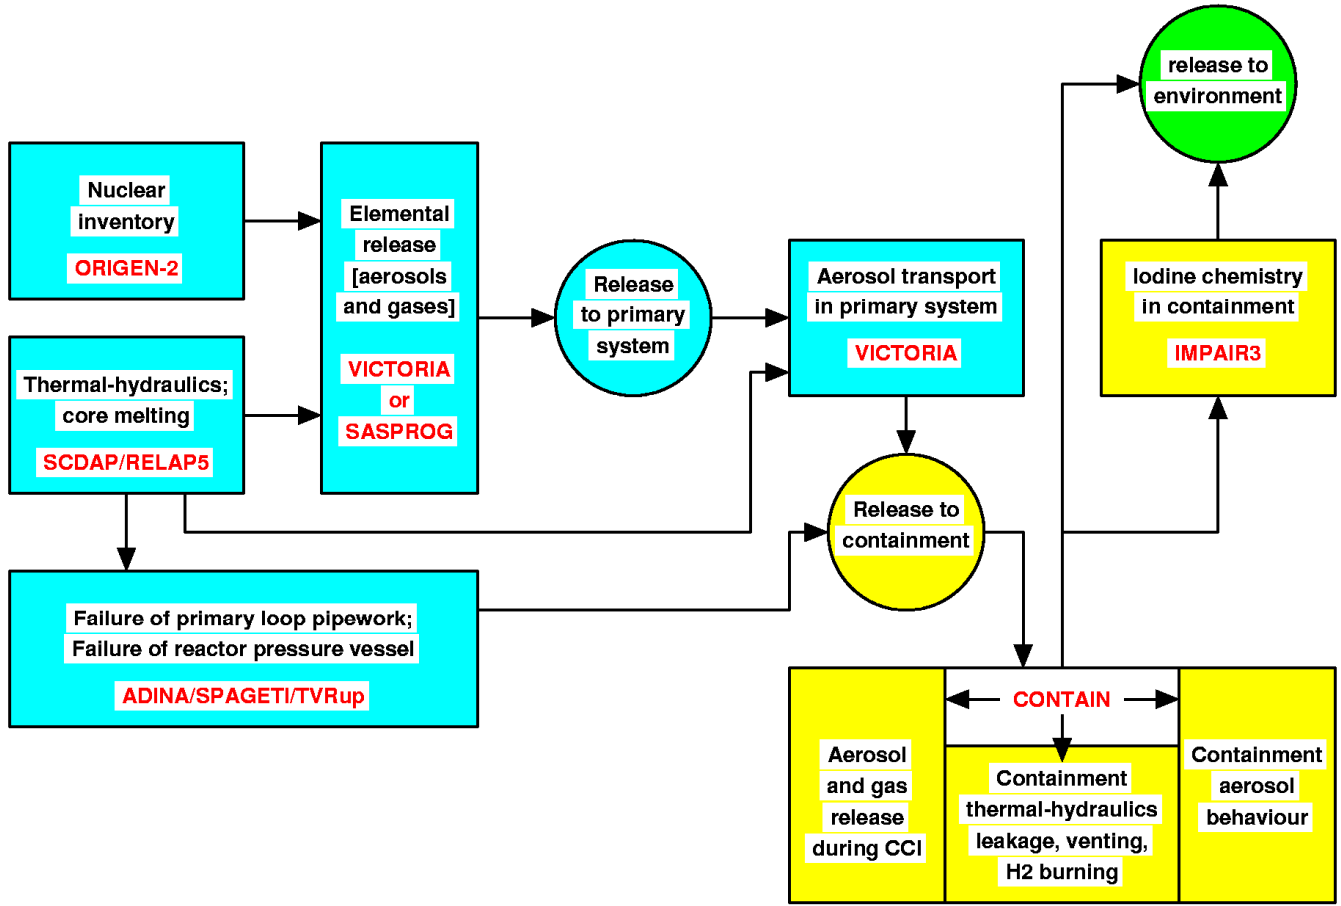 release to
environment
Nuclear
inventory
ORIGEN-2
Elemental
release
[aerosols
and gases]
VICTORIA
or
SASPROG
Thermal-hydraulics;
core melting
SCDAP/RELAP5
Release
to primary
system
Aerosol transport
in primary system
VICTORIA
Iodine chemistry
in containment
IMPAIR3
Release to
containment
Failure of primary loop pipework;
Failure of reactor pressure vessel
ADINA/SPAGETI/TVRup
CONTAIN
Aerosol
and gas
release
during CCI
Containment
thermal-hydraulics
leakage, venting,
H2 burning
Containment
aerosol
behaviour